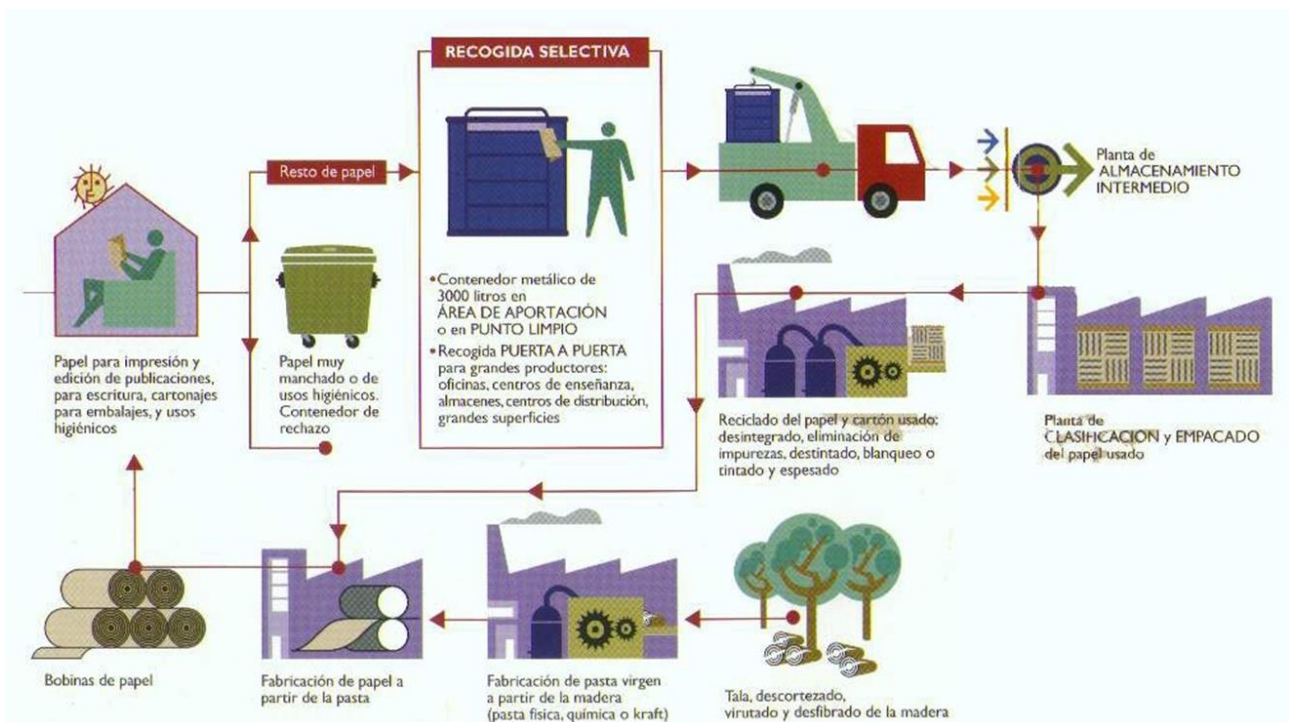 RECOGIDA SELECTIVA
Resto de papel
Planta de
ALMACENAMIENTO
INTERMEDIO
Papel para impresión y
edición de publicaciones,
para escritura, cartonajes
para embalajes, y usos
higiénicos
Papel muy
manchado o de
usos higiénicos.
Contenedor de
rechazo
•Contenedor metálico de
3000 litros en
ÁREA DE APORTACIÓN
o en PUNTO LIMPIO
•Recogida PUERTA A PUERTA
para grandes productores:
oficinas, centros de enseñanza,
almacenes, centros de distribución,
grandes superficies
Reciclado del papel y cartón usado:
desintegrado, eliminación de
impurezas, destintado, blanqueo o
tintado y espesado
Planta de
CLASIFICACION y EMPACADO
del papel usado
Bobinas de papel
Fabricación de papel a
partir de la pasta
Fabricación de pasta virgen
a partir de la madera
(pasta física, química o kraft)
Tala, descortezado,
virutado y desfibrado de la madera